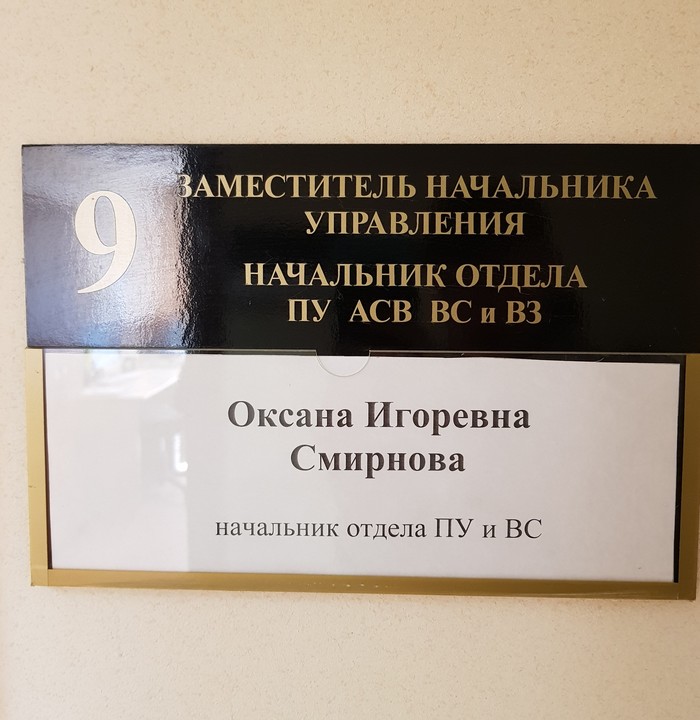 9
ЗАМЕСТИТЕЛЬ НАЧАЛЬНИКА
УПРАВЛЕНИЯ
НАЧАЛЬНИК ОТДЕЛА
ПУ АСВ ВС и ВЗ
Оксана Игоревна
Смирнова
начальник отдела ПУ и ВС